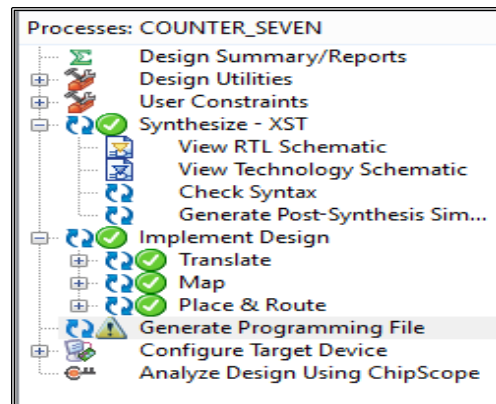 Processes: COUNTER_SEVEN
Design Summary/Reports
Design Utilities
User Constraints
Synthesize - XST
View RTL Schematic
View Technology Schematic
Check Syntax
Generate Post-Synthesis Sim...
Implement Design
Translate
Map
Place & Route
Generate Programming File
Configure Target Device
Analyze Design Using ChipScope